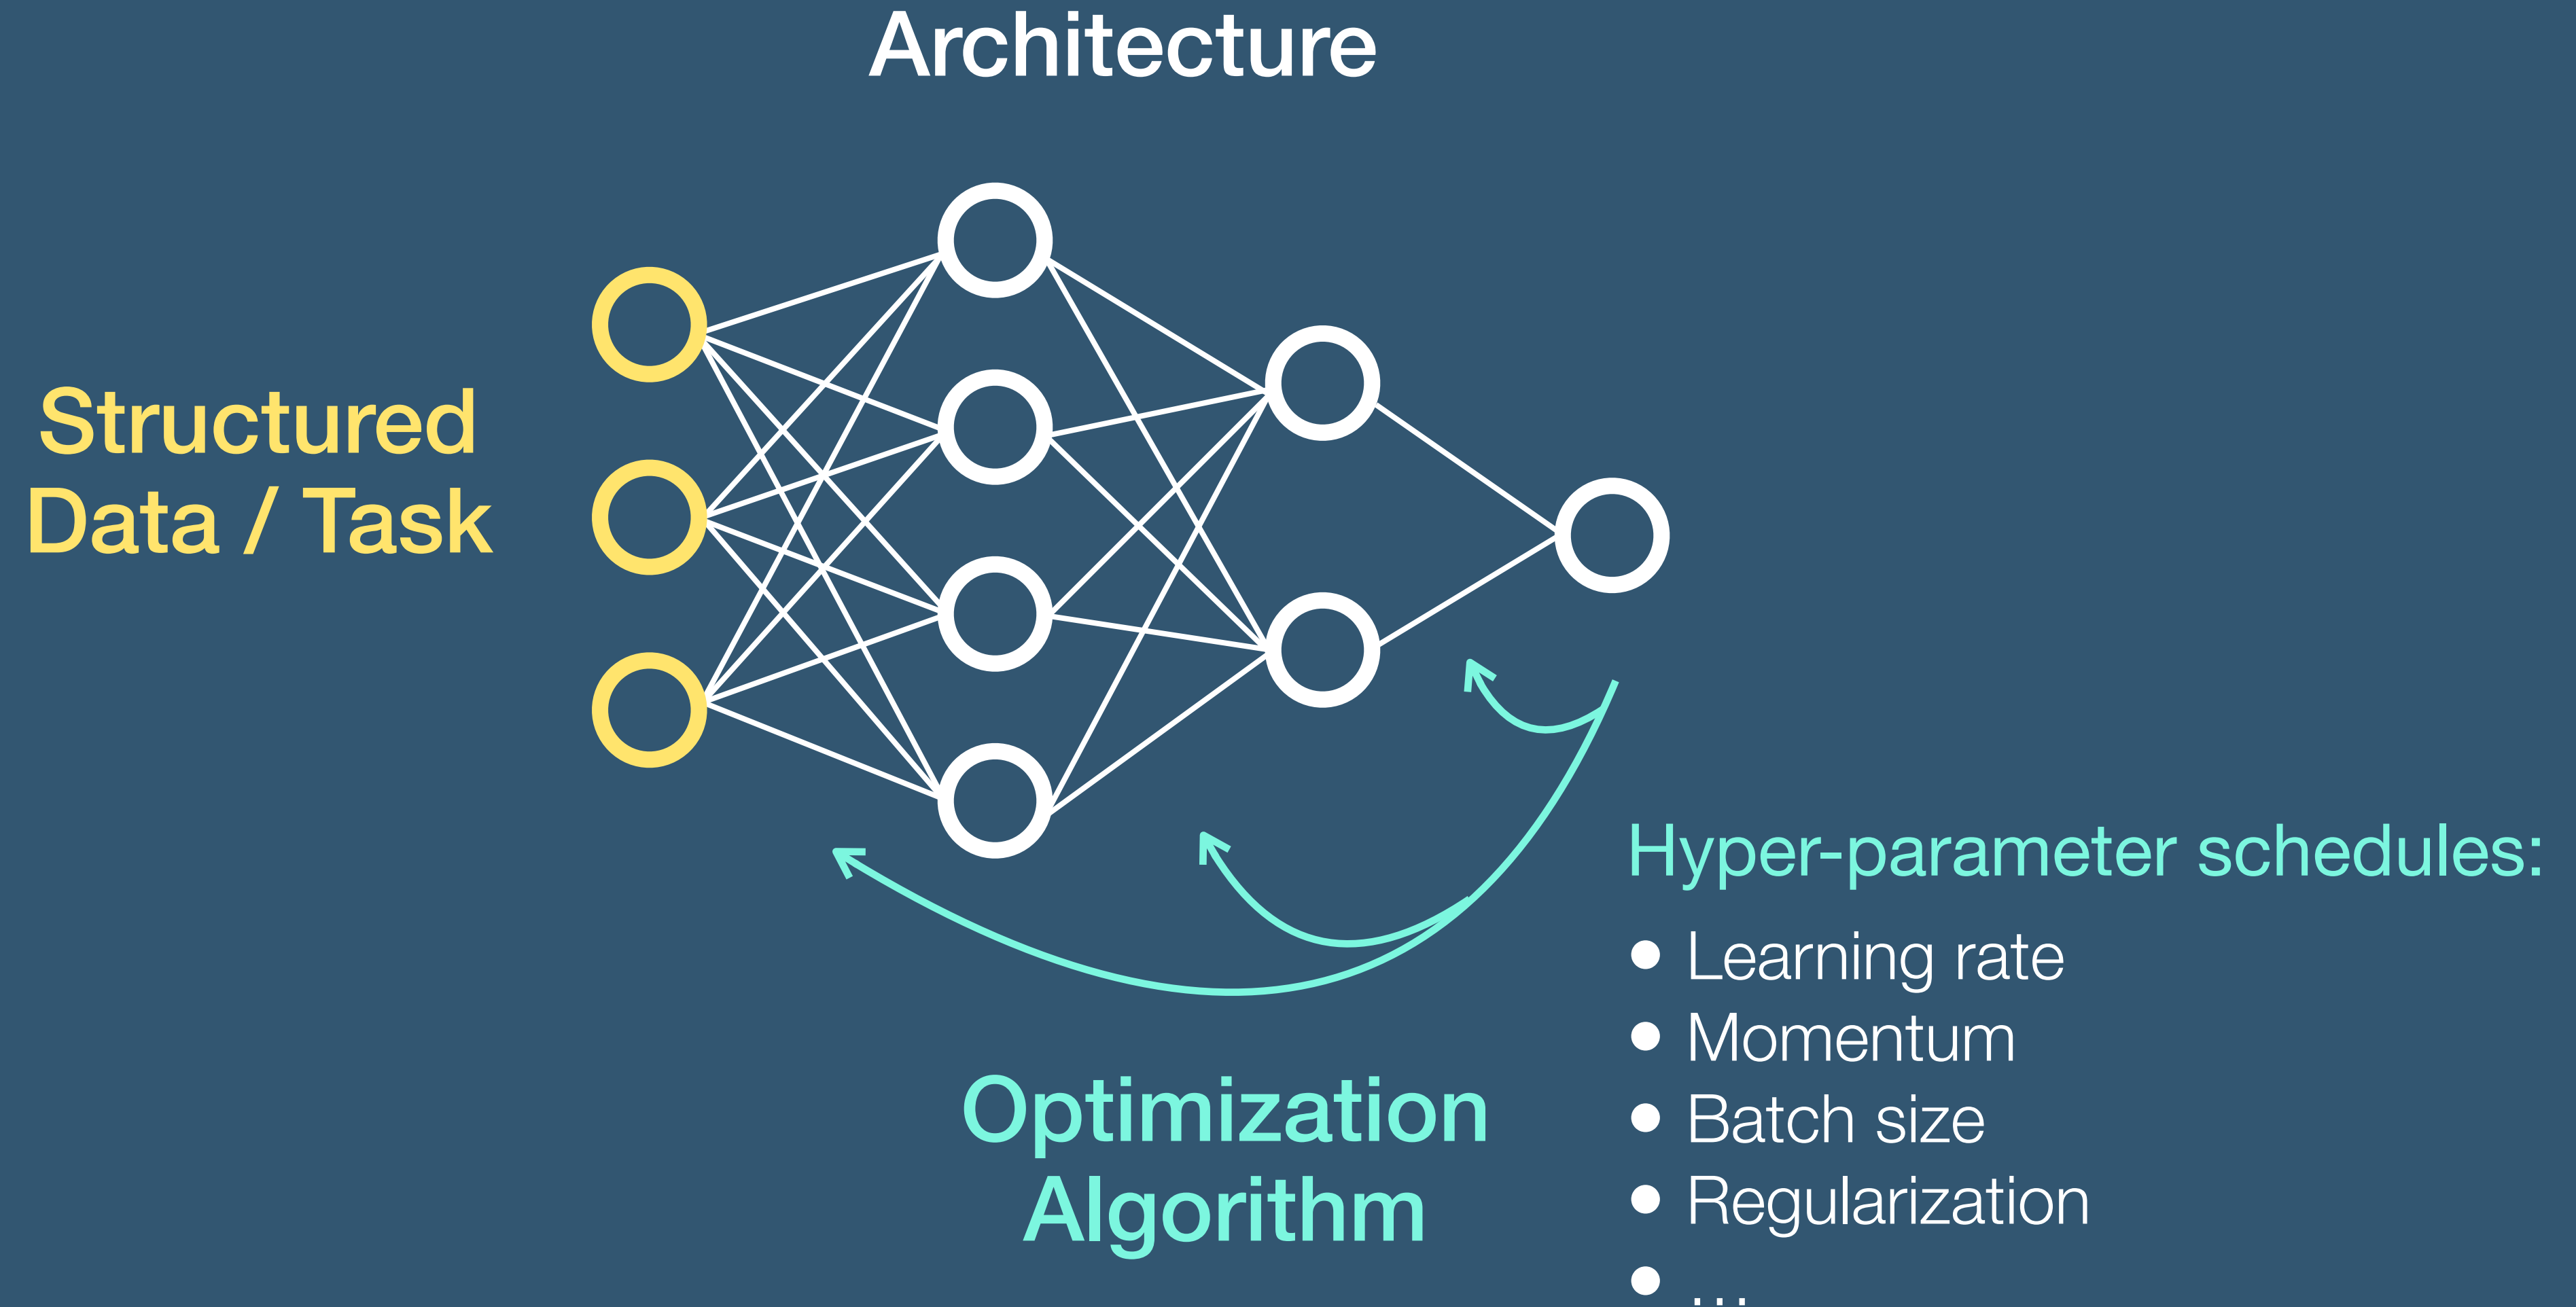 Architecture
Structured
Data / Task
Hyper-parameter schedules:
• Learning rate
• Momentum
• Batch size
• Regularization
• ...
Optimization
Algorithm